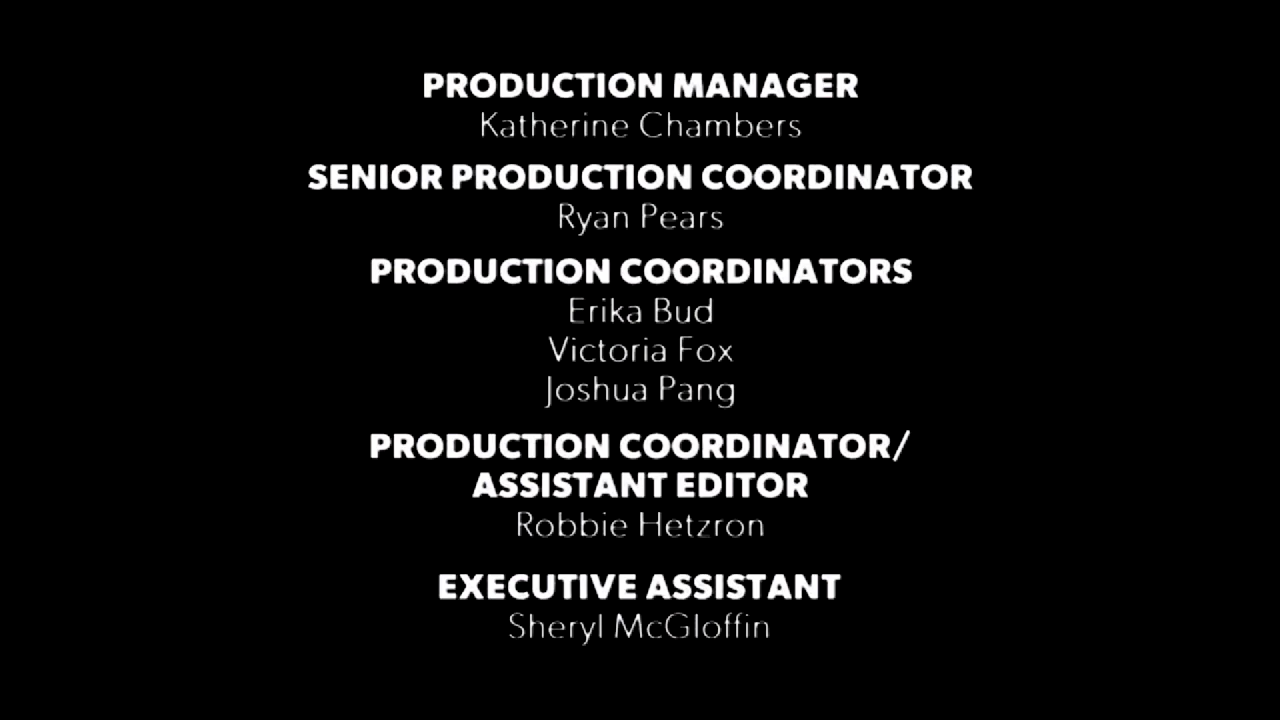 PRODUCTION MANAGER
Katherine Chambers
SENIOR PRODUCTION COORDINATOR
Ryan Pears
PRODUCTION COORDINATORS
Erika Bud
Victoria Fox
Joshua Pang
PRODUCTION COORDINATOR/
ASSISTANT EDITOR
Robbie Hetzron
EXECUTIVE ASSISTANT
Sheryl McGloffin